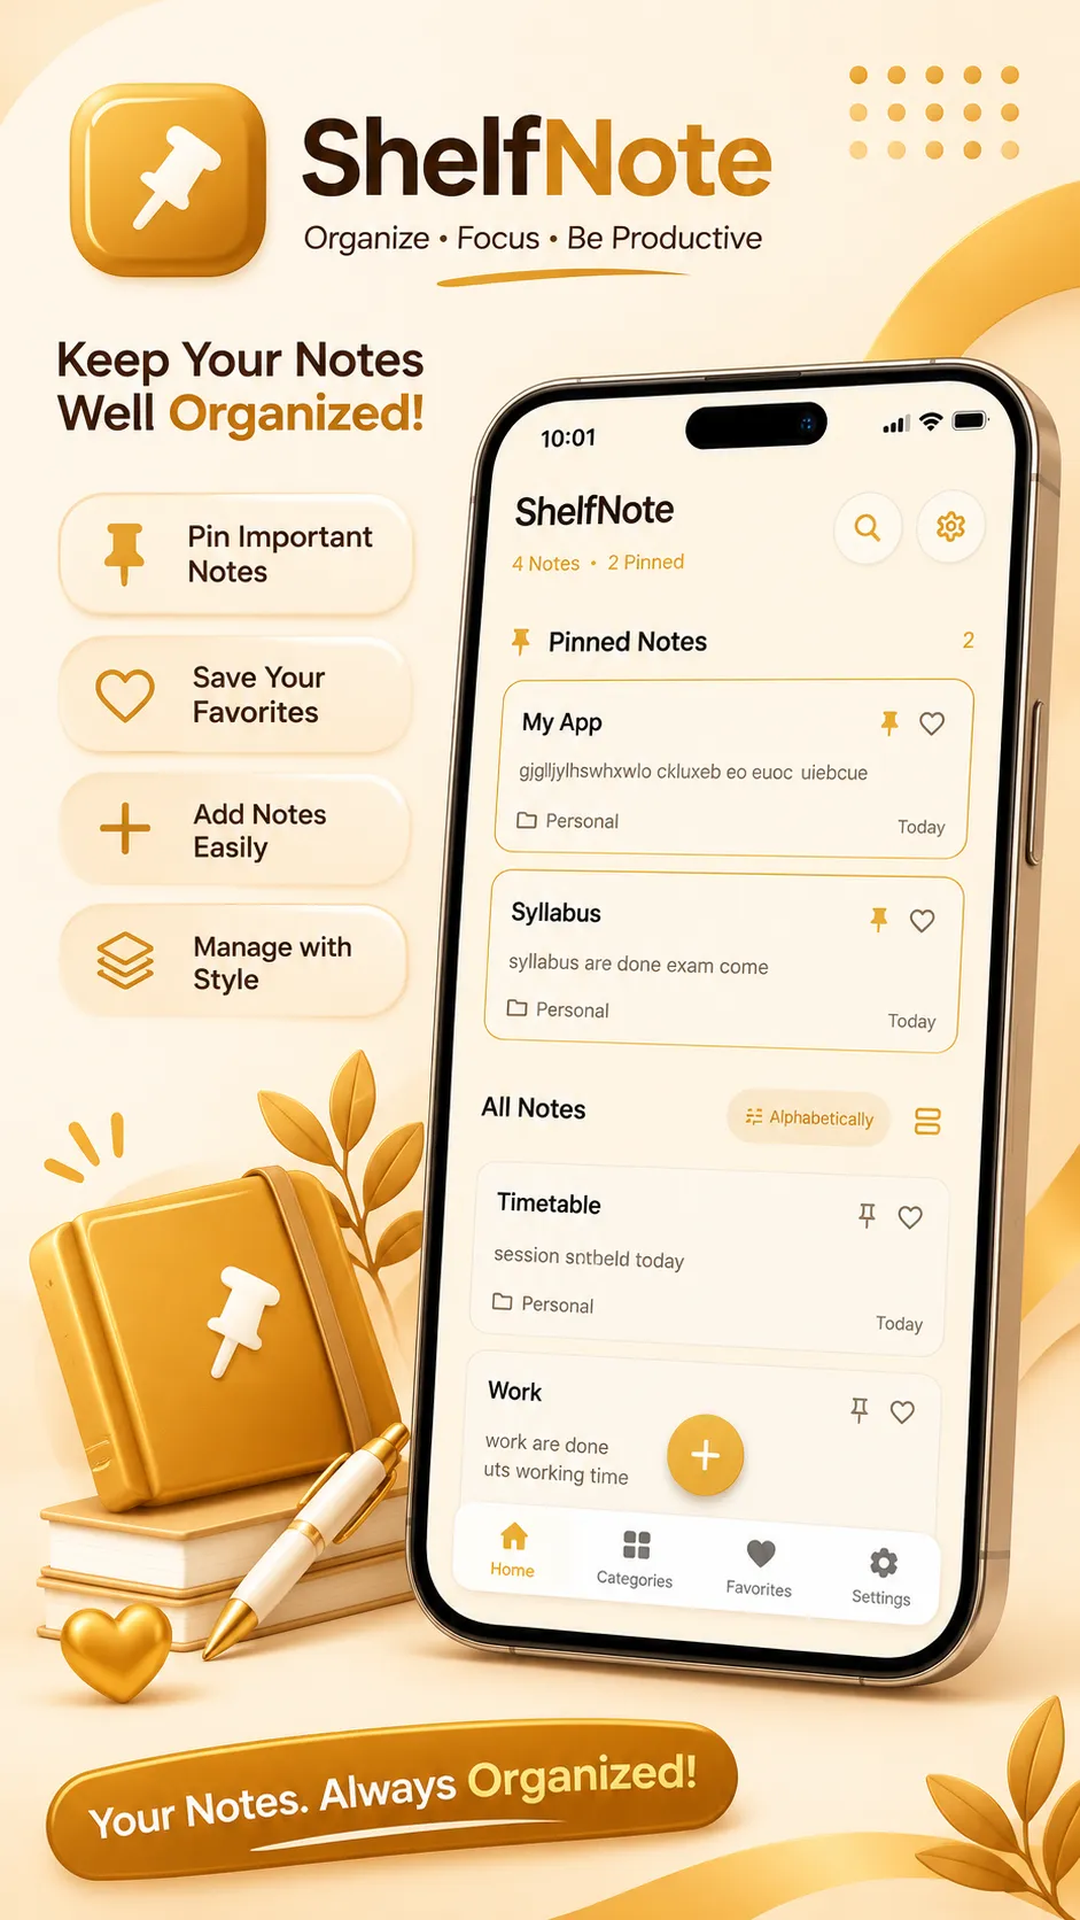 ShelfNote
Organize • Focus • Be Productive
Keep Your Notes
Well Organized!
Pin Important
Notes
Save Your
Favorites
Add Notes
Easily
Manage with
Style
10:01
ShelfNote
4 Notes • 2 Pinned
Pinned Notes
2
My App
gjglljylhswhxwlo ckluxeb eo euoc uiebcue
Personal
Today
Syllabus
syllabus are done exam come
Personal
Today
All Notes
Alphabetically
Timetable
session sntbeld today
Personal
Today
Work
work are done
uts working time
Home
Categories
Favorites
Settings
Your Notes. Always Organized!